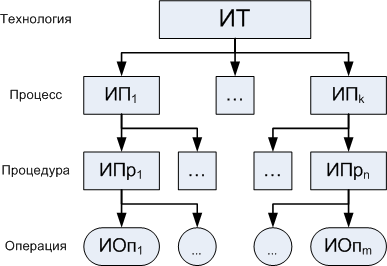 Технология ИТ
Процесс ИП1 ... ИПk
Процедура ИПр1 ... ... ИПрn
Операция ИОп1 ... ... ИОпm